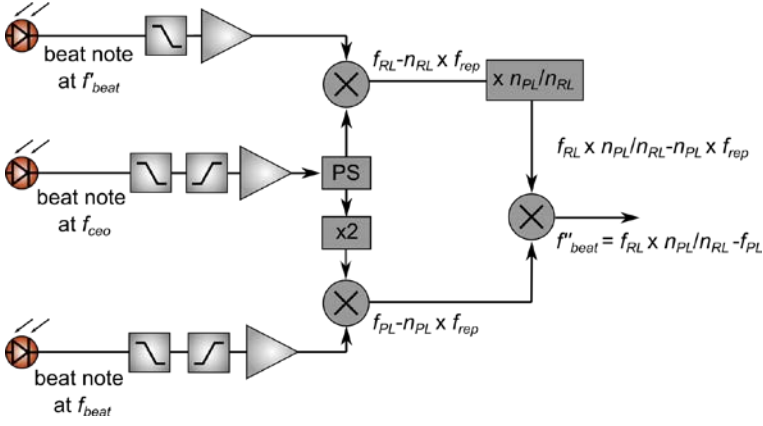 beat note
at f'beat
fRL-nRL x frep
x nPL/nRL
fRL x nPL/nRL-nPL x frep
beat note
at fceo
PS
x2
f"beat = fRL x nPL/nRL -fPL
fPL-nPL x frep
beat note
at fbeat